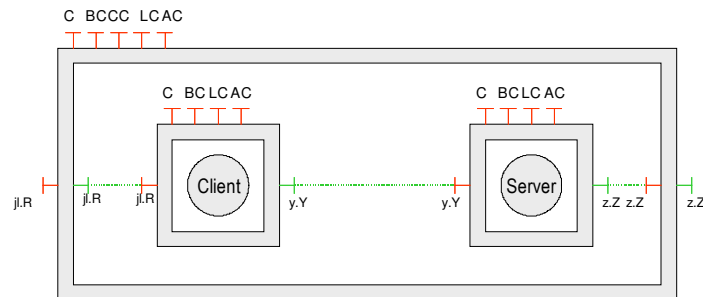 C BCCC LC AC
C BC LC AC
C BC LC AC
Client
Server
jl.R
jl.R
jl.R
y.Y
y.Y
z.Z
z.Z
z.Z